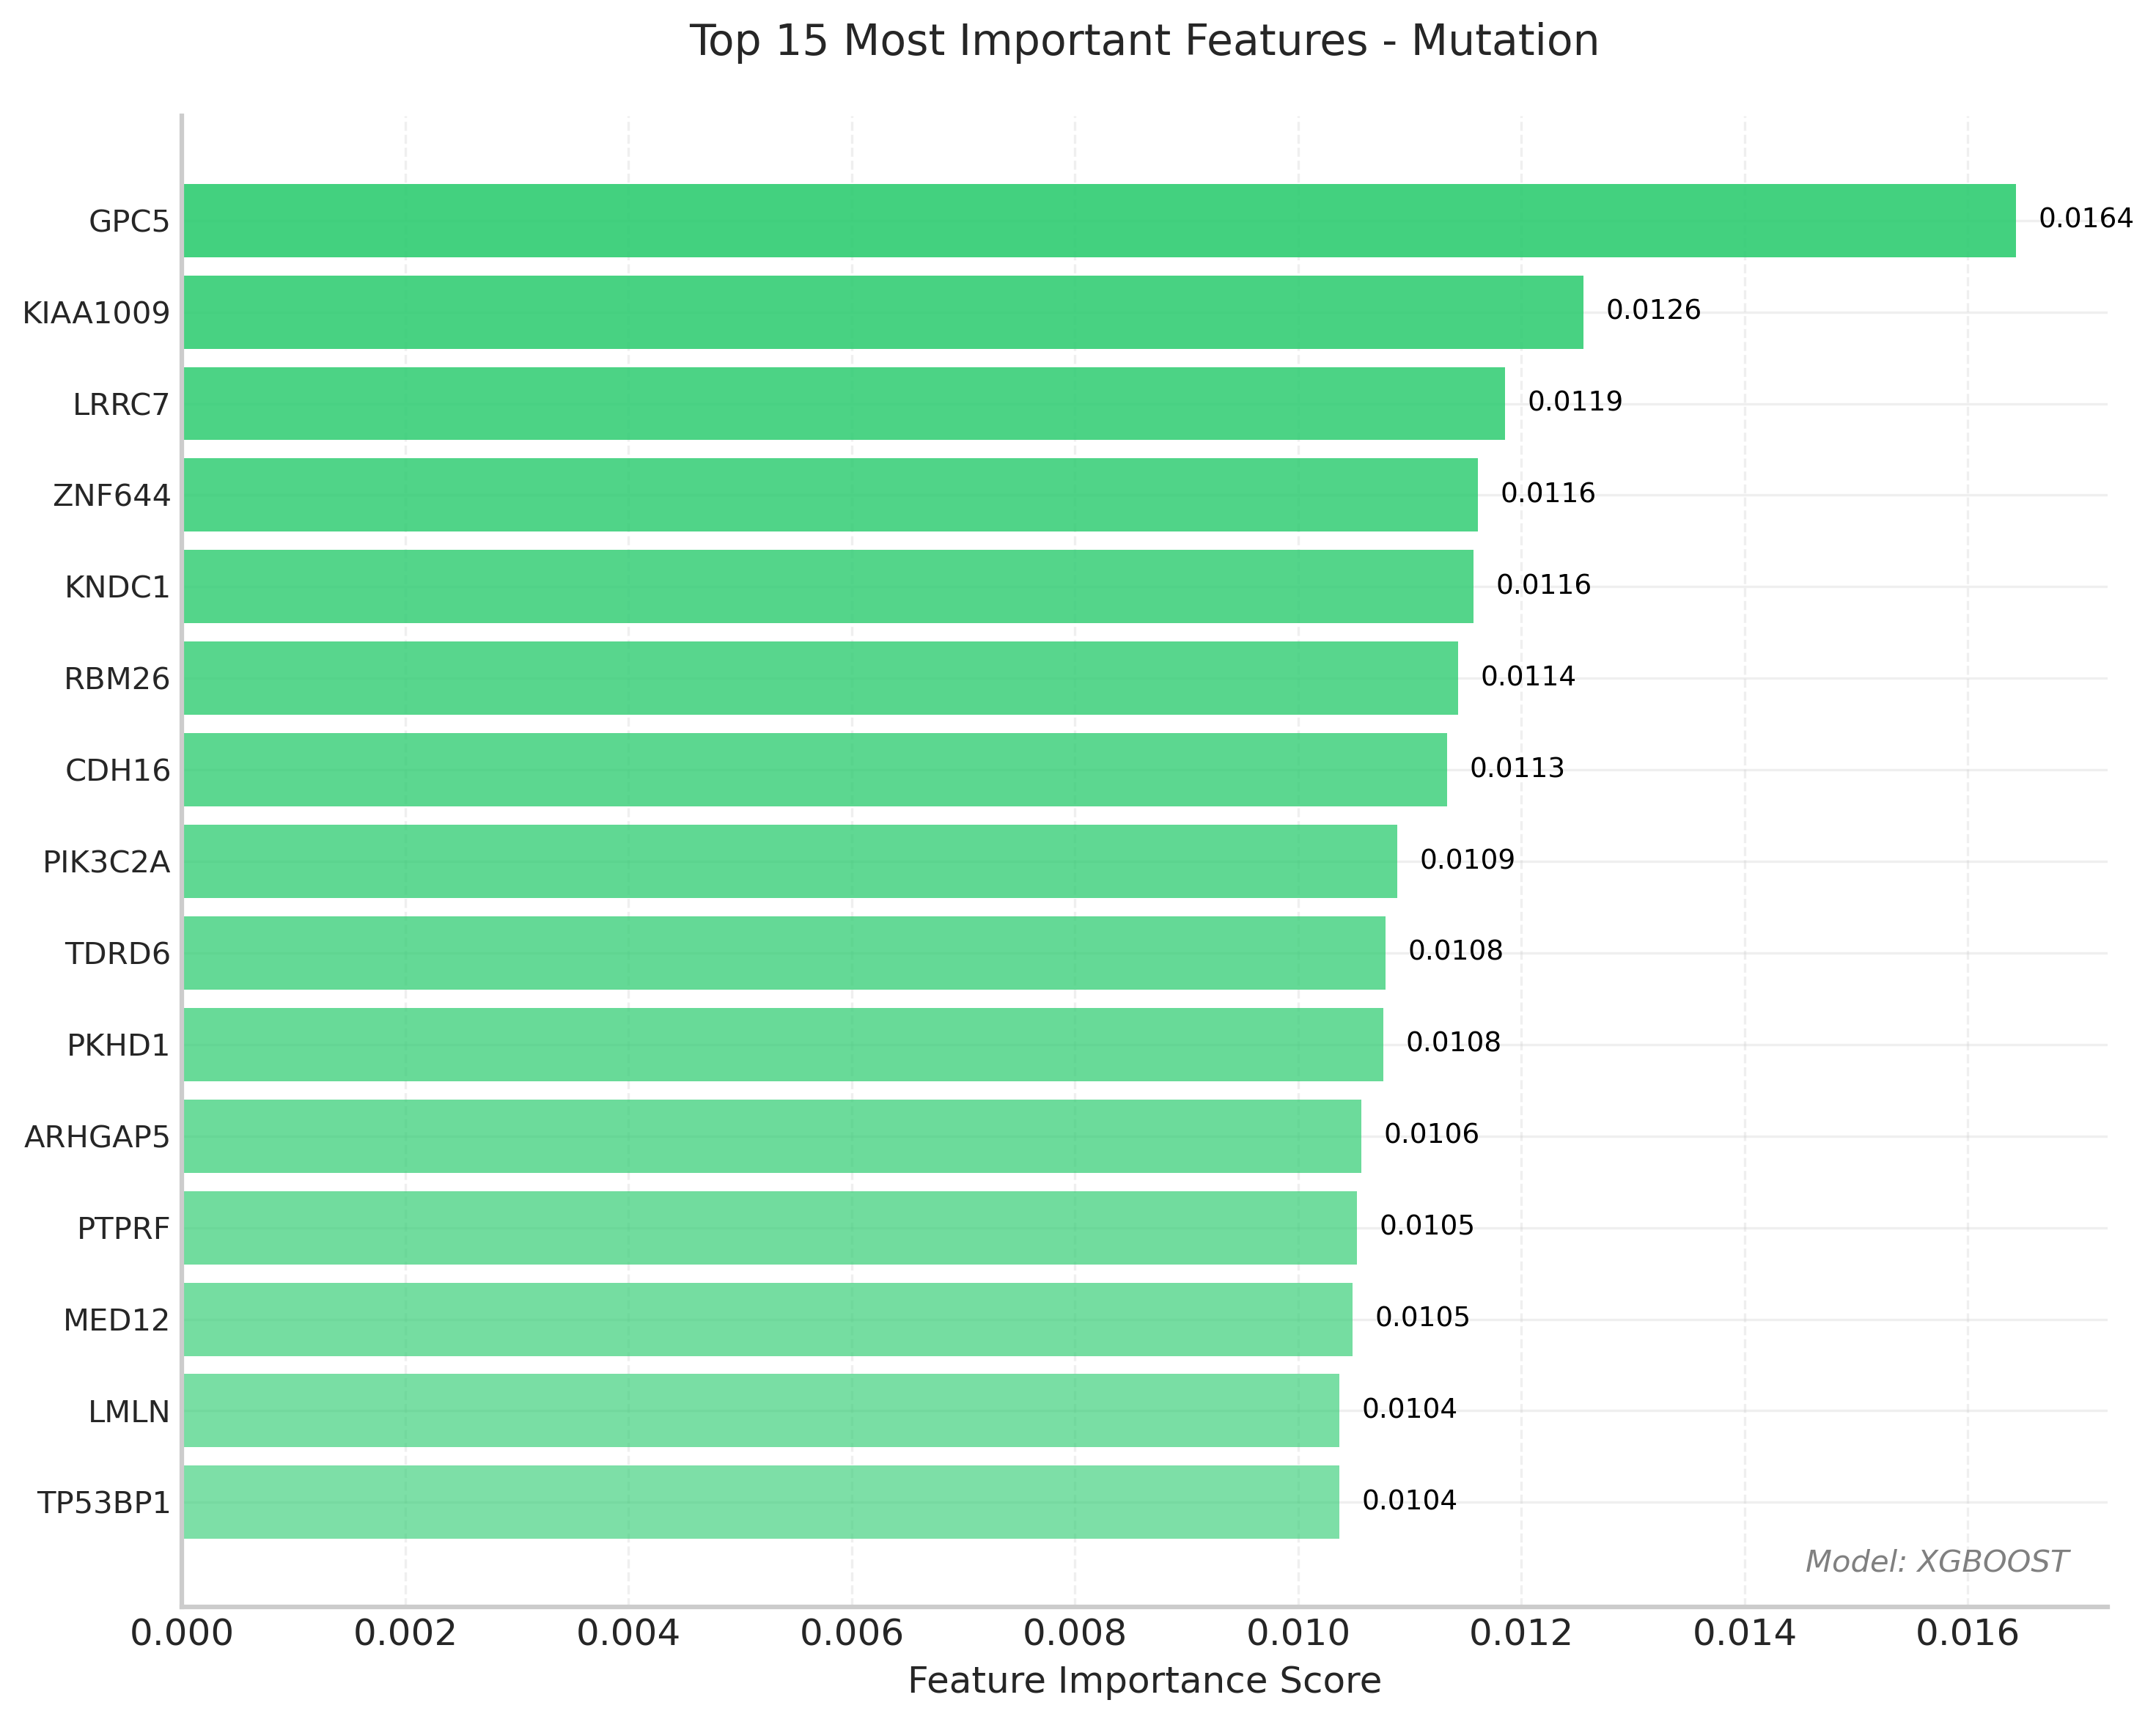 Top 15 Most Important Features - Mutation
GPC5 0.0164
KIAA1009 0.0126
LRRC7 0.0119
ZNF644 0.0116
KNDC1 0.0116
RBM26 0.0114
CDH16 0.0113
PIK3C2A 0.0109
TDRD6 0.0108
PKHD1 0.0108
ARHGAP5 0.0106
PTPRF 0.0105
MED12 0.0105
LMLN 0.0104
TP53BP1 0.0104
Model: XGBOOST
0.000 0.002 0.004 0.006 0.008 0.010 0.012 0.014 0.016
Feature Importance Score